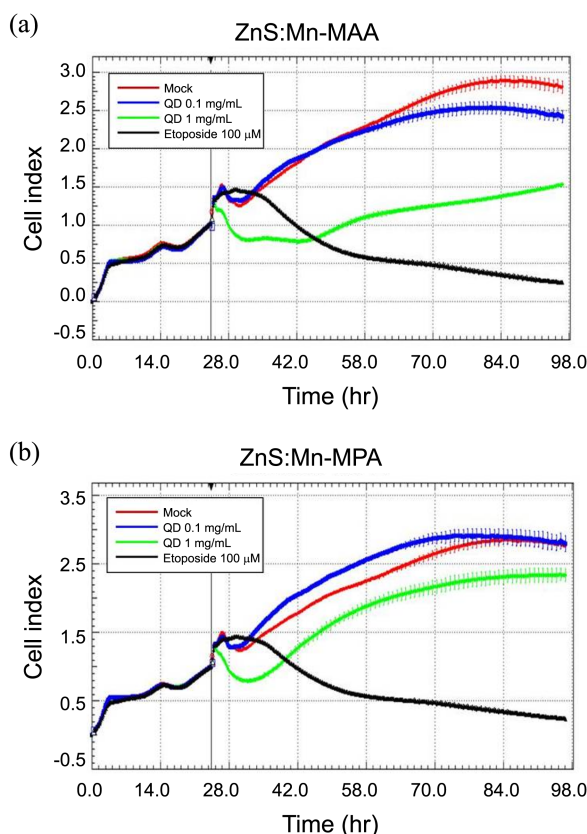 (a)
ZnS:Mn-MAA
Mock
QD 0.1 mg/mL
QD 1 mg/mL
Etoposide 100 μM
Cell index
3.0
2.5
2.0
1.5
1.0
0.5
0.0
-0.5
0.0 14.0 28.0 42.0 58.0 70.0 84.0 98.0
Time (hr)
(b)
ZnS:Mn-MPA
Mock
QD 0.1 mg/mL
QD 1 mg/mL
Etoposide 100 μM
Cell index
3.5
2.5
1.5
0.5
-0.5
0.0 14.0 28.0 42.0 58.0 70.0 84.0 98.0
Time (hr)